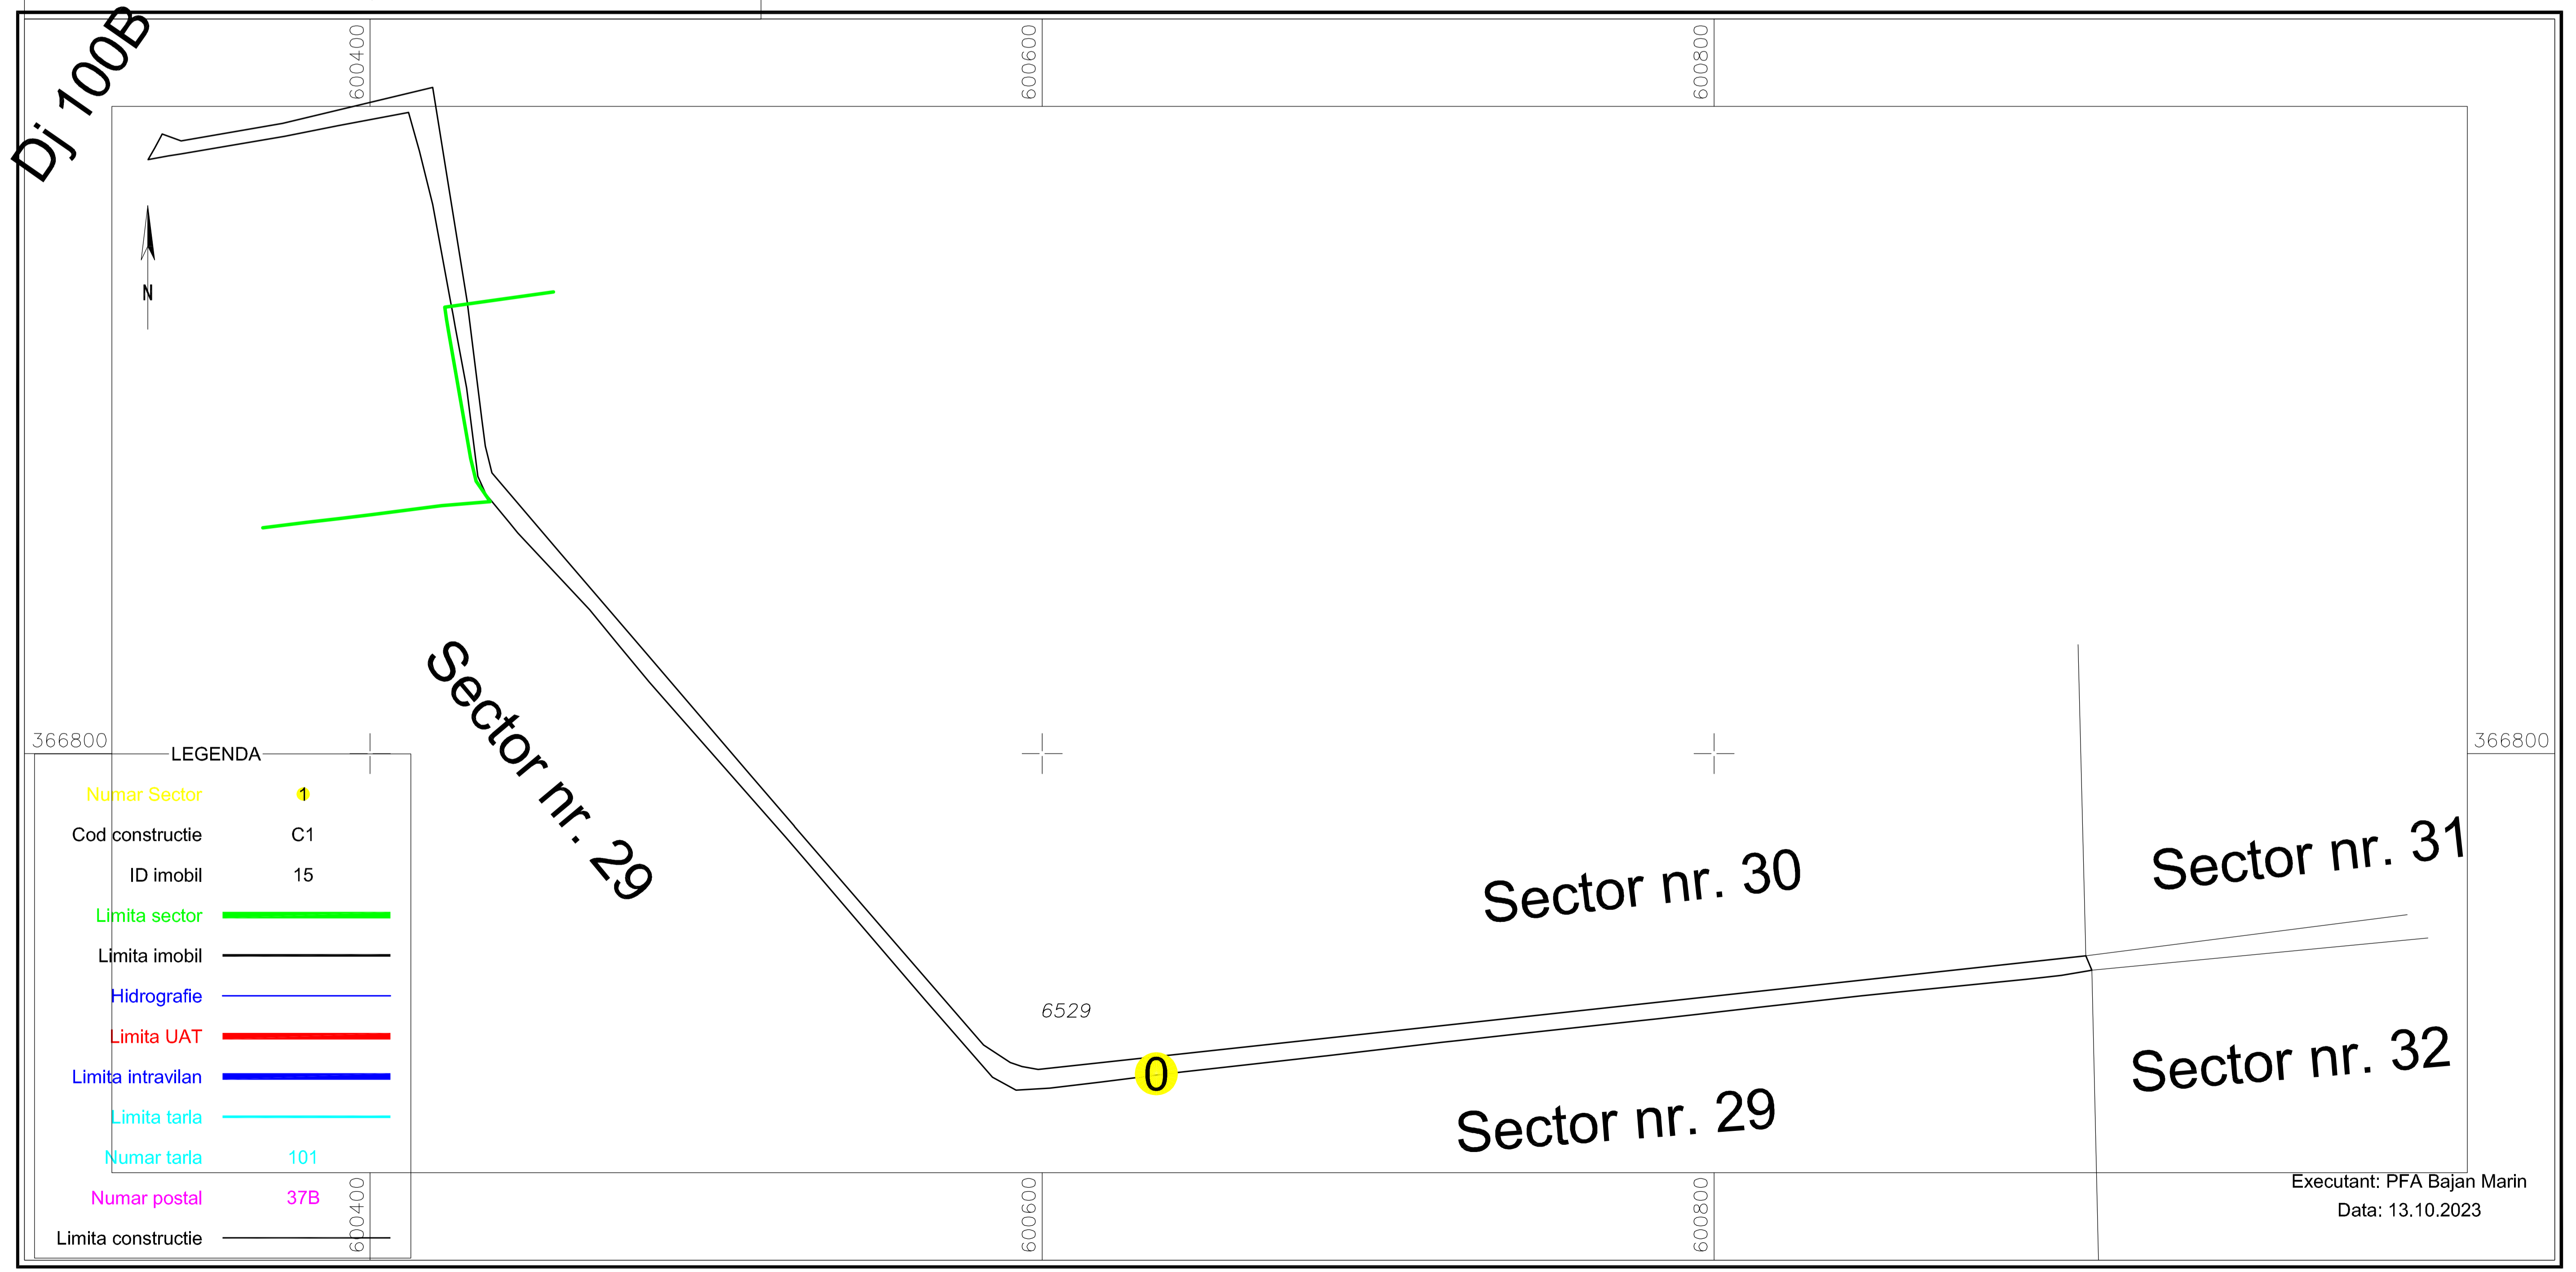 Dj 100B
600400
600600
600800
N
Sector nr. 29
366800
366800
LEGENDA
Numar Sector 1
Cod constructie C1
ID imobil 15
Limita sector
Limita imobil
Hidrografie
Limita UAT
Limita intravilan
Limita tarla
Numar tarla 101
Numar postal 37B
Limita constructie
Sector nr. 30
Sector nr. 31
6529
0
Sector nr. 29
Sector nr. 32
600400
600600
600800
Executant: PFA Bajan Marin
Data: 13.10.2023